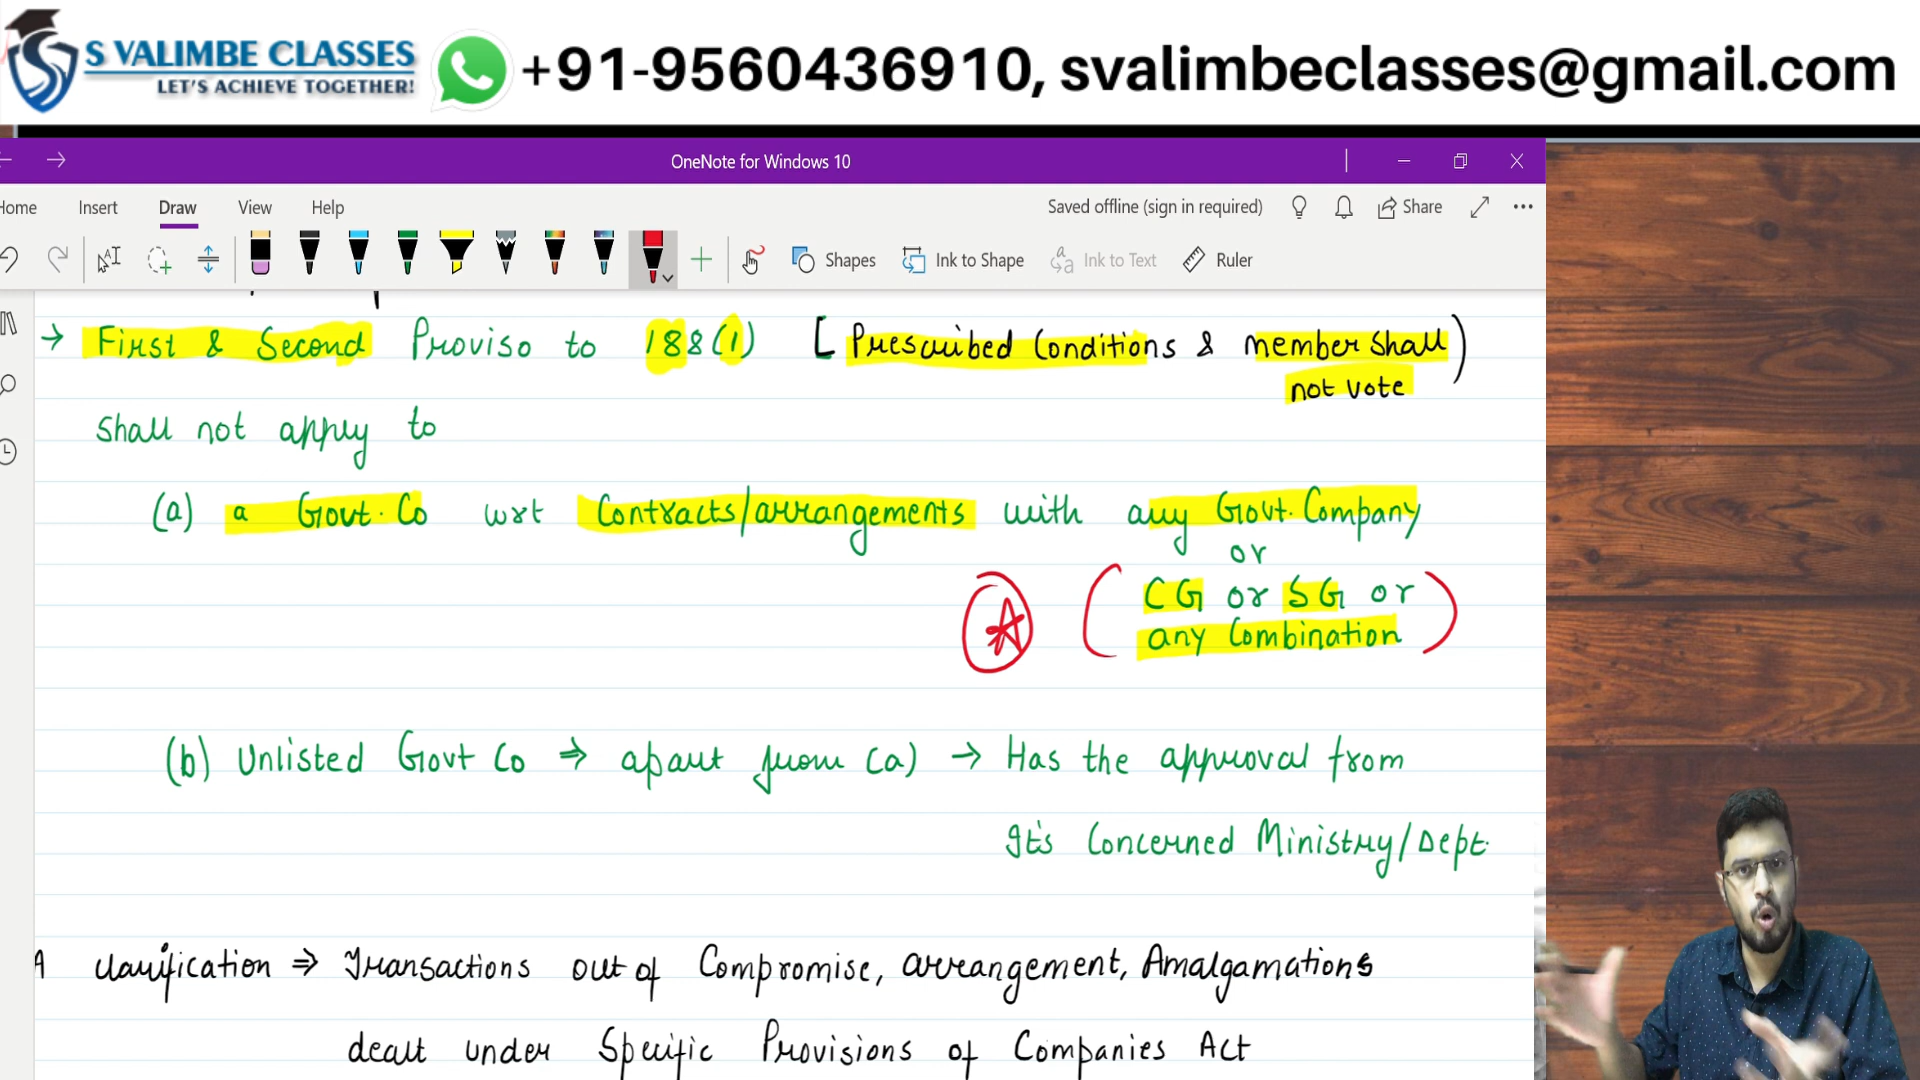 S VALIMBE CLASSES
LET'S ACHIEVE TOGETHER!
+91-9560436910, svalimbeclasses@gmail.com
OneNote for Windows 10
Home Insert Draw View Help
Saved offline (sign in required) Share
Shapes Ink to Shape Ink to Text Ruler
→ First & Second Proviso to 188(1) [Prescribed Conditions & member shall
not vote)
shall not apply to
(a) a Govt. Co wrt Contracts/arrangements with any Govt. Company
or
(CG or SG or
any Combination)
(b) Unlisted Govt Co ⇒ apart from (a) → Has the approval from
It's Concerned Ministry/Dept.
Clarification ⇒ Transactions out of Compromise, arrangement, Amalgamations
dealt under Specific Provisions of Companies Act